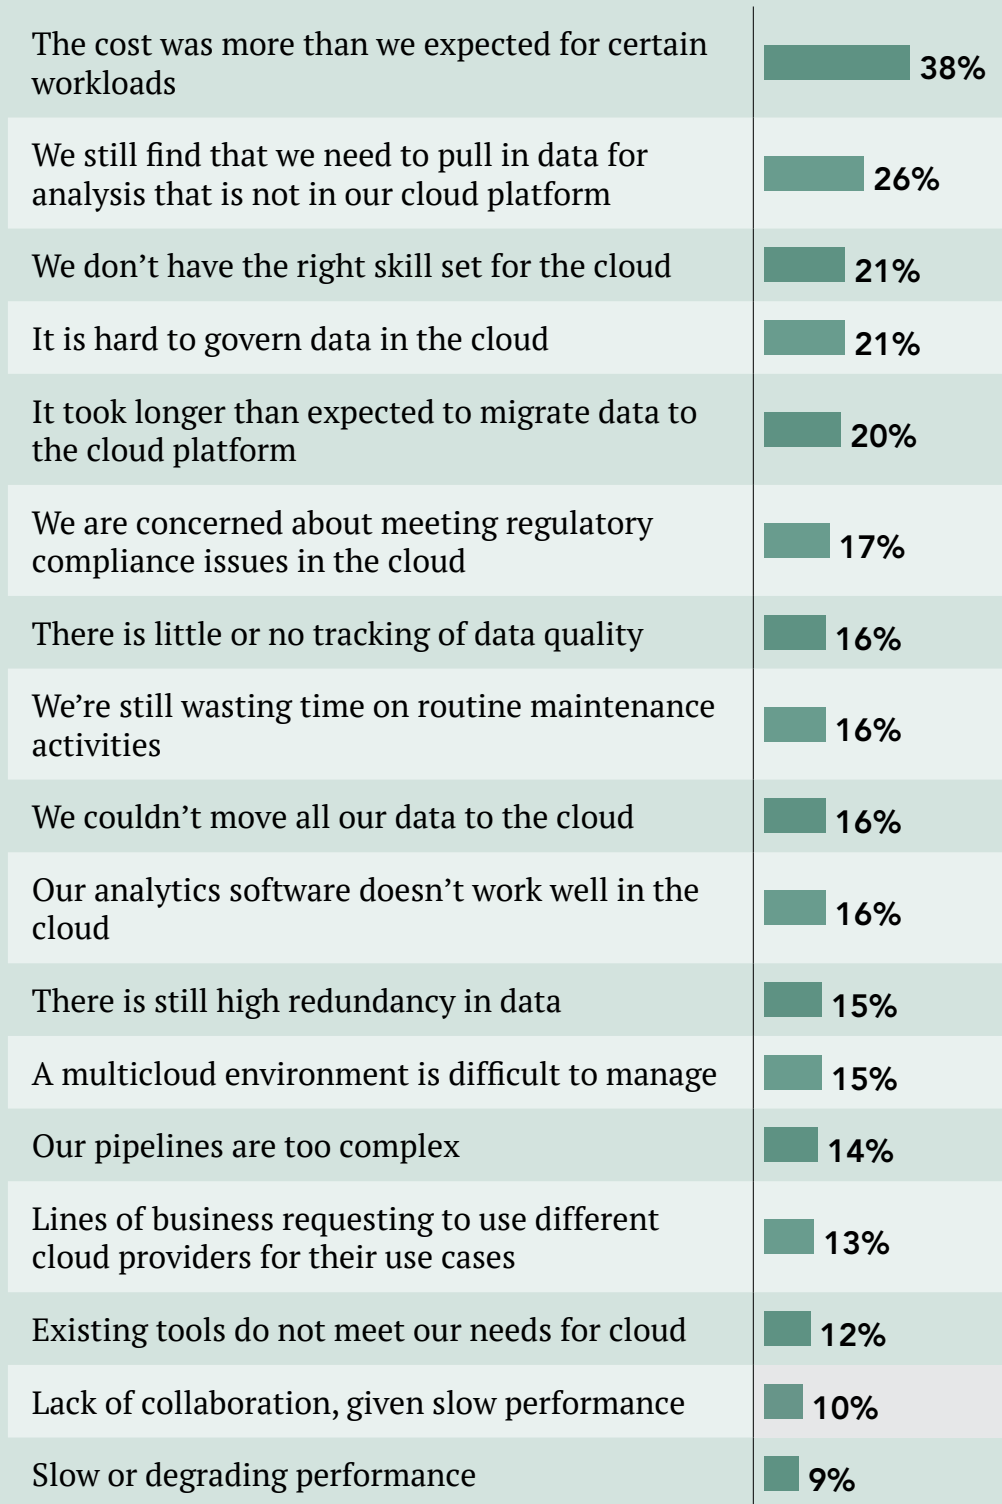 The cost was more than we expected for certain
workloads
38%
We still find that we need to pull in data for
analysis that is not in our cloud platform
26%
We don’t have the right skill set for the cloud
21%
It is hard to govern data in the cloud
21%
It took longer than expected to migrate data to
the cloud platform
20%
We are concerned about meeting regulatory
compliance issues in the cloud
17%
There is little or no tracking of data quality
16%
We’re still wasting time on routine maintenance
activities
16%
We couldn’t move all our data to the cloud
16%
Our analytics software doesn’t work well in the
cloud
16%
There is still high redundancy in data
15%
A multicloud environment is difficult to manage
15%
Our pipelines are too complex
14%
Lines of business requesting to use different
cloud providers for their use cases
13%
Existing tools do not meet our needs for cloud
12%
Lack of collaboration, given slow performance
10%
Slow or degrading performance
9%